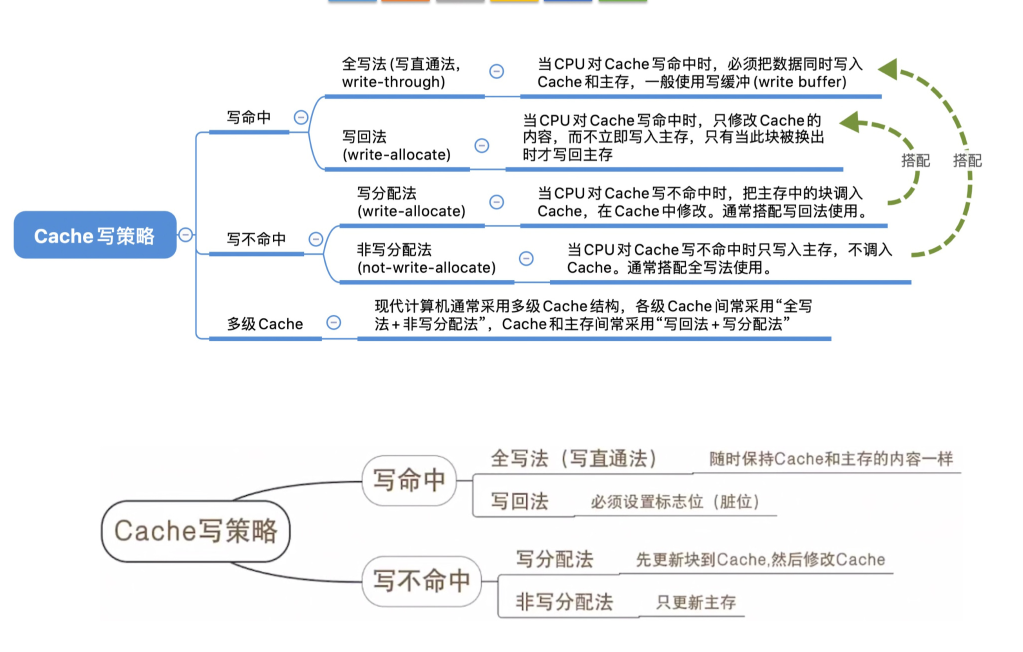 Cache写策略
写命中
全写法 (写直通法,
write-through)
当CPU对Cache写命中时，必须把数据同时写入
Cache和主存，一般使用写缓冲(write buffer)
写回法
(write-allocate)
当CPU对Cache写命中时，只修改Cache的
内容，而不立即写入主存，只有当此块被换出
时才写回主存
搭配
搭配
写不命中
写分配法
(write-allocate)
当CPU对Cache写不命中时，把主存中的块调入
Cache，在Cache中修改。通常搭配写回法使用。
非写分配法
(not-write-allocate)
当CPU对Cache写不命中时只写入主存，不调入
Cache。通常搭配全写法使用。
多级Cache
现代计算机通常采用多级Cache结构，各级Cache间常采用“全写
法+非写分配法”，Cache和主存间常采用“写回法+写分配法”
Cache写策略
写命中
全写法（写直通法）
随时保持Cache和主存的内容一样
写回法
必须设置标志位（脏位）
写不命中
写分配法
先更新块到Cache,然后修改Cache
非写分配法
只更新主存